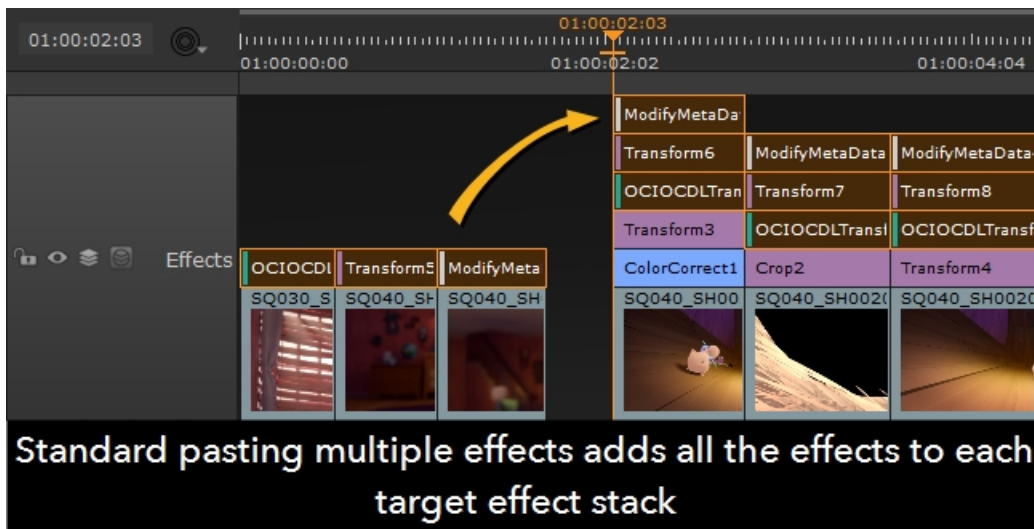 01:00:02:03
01:00:02:03
01:00:00:00
01:00:02:02
01:00:04:04
ModifyMetaDa
Transform6
ModifyMetaData
ModifyMetaData
OCIOCDLTran
Transform7
Transform8
Transform3
OCIOCDLTransf
OCIOCDLTransf
Effects
OCIOCDL
Transform5
ModifyMeta
ColorCorrect1
Crop2
Transform4
SQ030_S
SQ040_SH
SQ040_SH
SQ040_SH00
SQ040_SH002
SQ040_SH0020
Standard pasting multiple effects adds all the effects to each
target effect stack